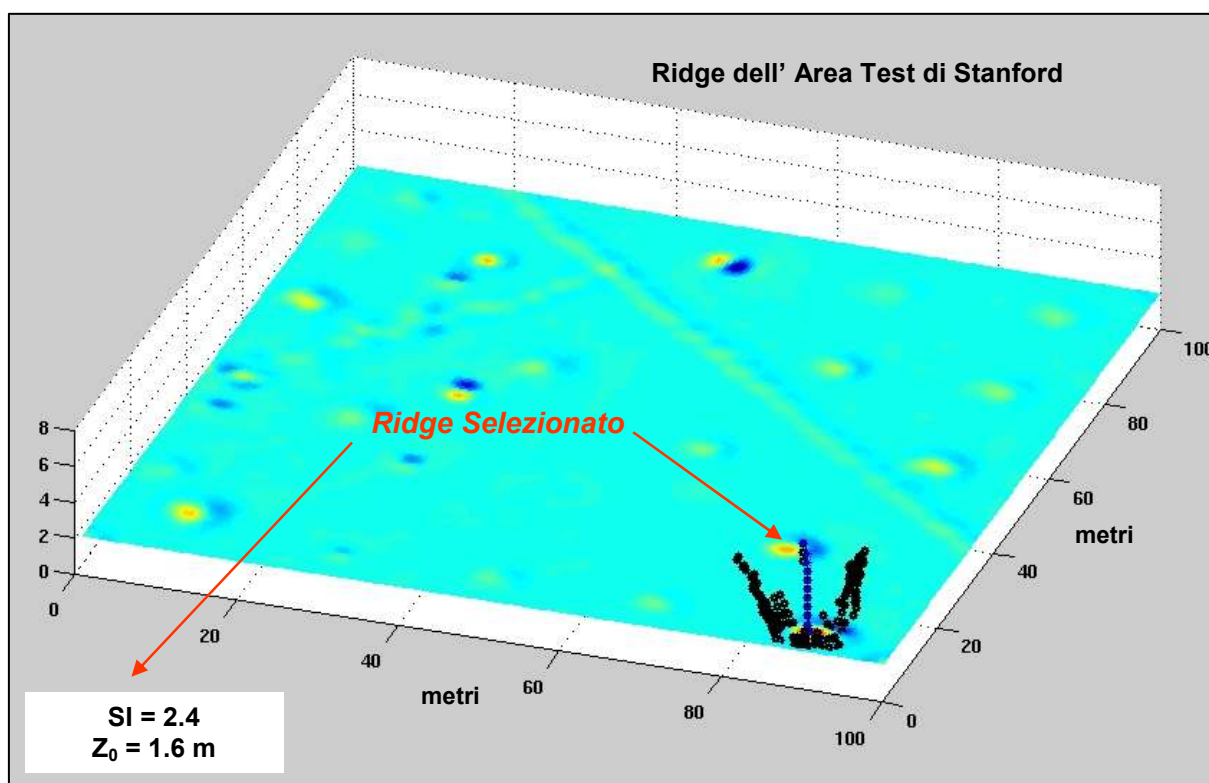 Ridge dell' Area Test di Stanford
Ridge Selezionato
8
6
4
2
0
0
20
40
60
80
100
metri
0
20
40
60
80
100
metri
SI = 2.4
Z₀ = 1.6 m